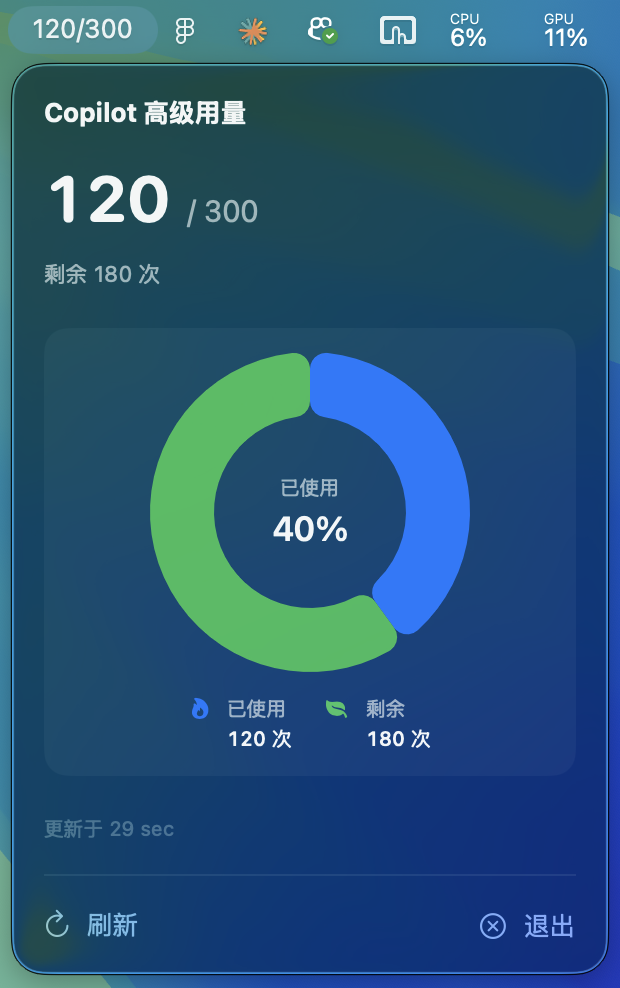 120/300
CPU
6%
GPU
11%
Copilot 高级用量
120 / 300
剩余 180 次
已使用
40%
已使用
120 次
剩余
180 次
更新于 29 sec
刷新
退出